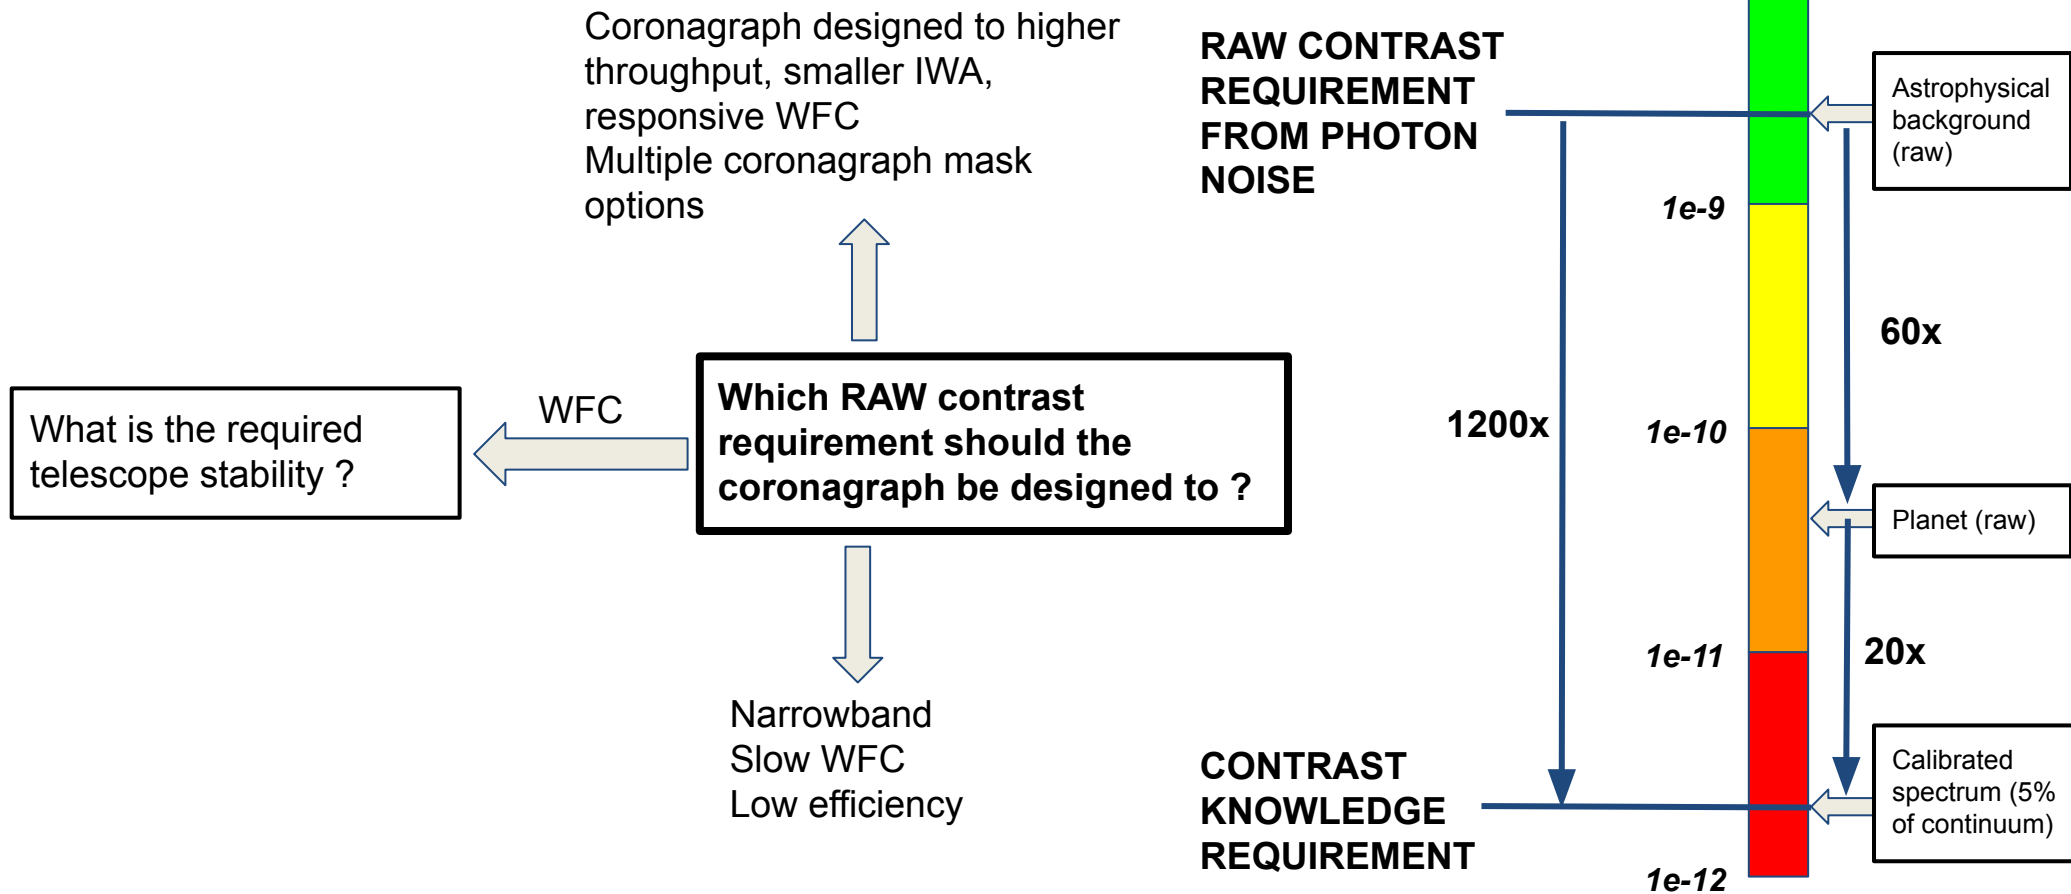 Coronagraph designed to higher
throughput, smaller IWA,
responsive WFC
Multiple coronagraph mask
options
What is the required
telescope stability ?
WFC
Which RAW contrast
requirement should the
coronagraph be designed to ?
Narrowband
Slow WFC
Low efficiency
RAW CONTRAST
REQUIREMENT
FROM PHOTON
NOISE
1200x
CONTRAST
KNOWLEDGE
REQUIREMENT
1e-9
1e-10
1e-11
1e-12
Astrophysical
background
(raw)
60x
Planet (raw)
20x
Calibrated
spectrum (5%
of continuum)